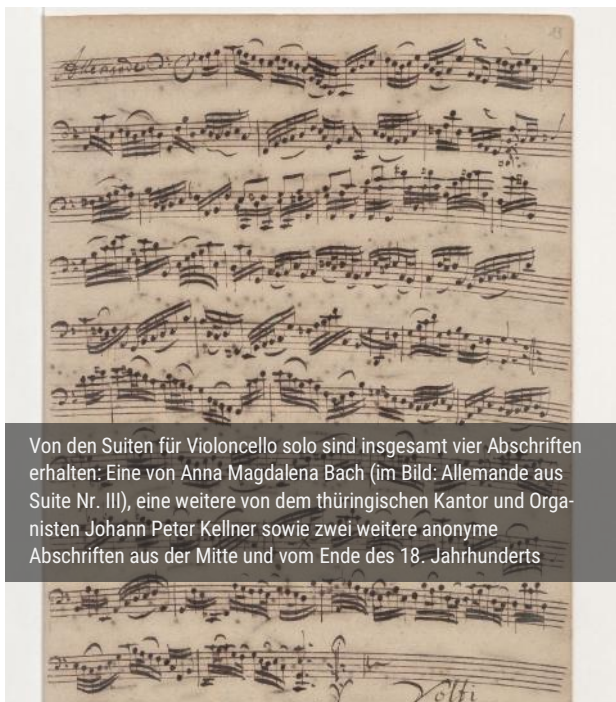 Allemande
Von den Suiten für Violoncello solo sind insgesamt vier Abschriften
erhalten: Eine von Anna Magdalena Bach (im Bild: Allemande aus
Suite Nr. III), eine weitere von dem thüringischen Kantor und Orga-
nisten Johann Peter Kellner sowie zwei weitere anonyme
Abschriften aus der Mitte und vom Ende des 18. Jahrhunderts
Volti